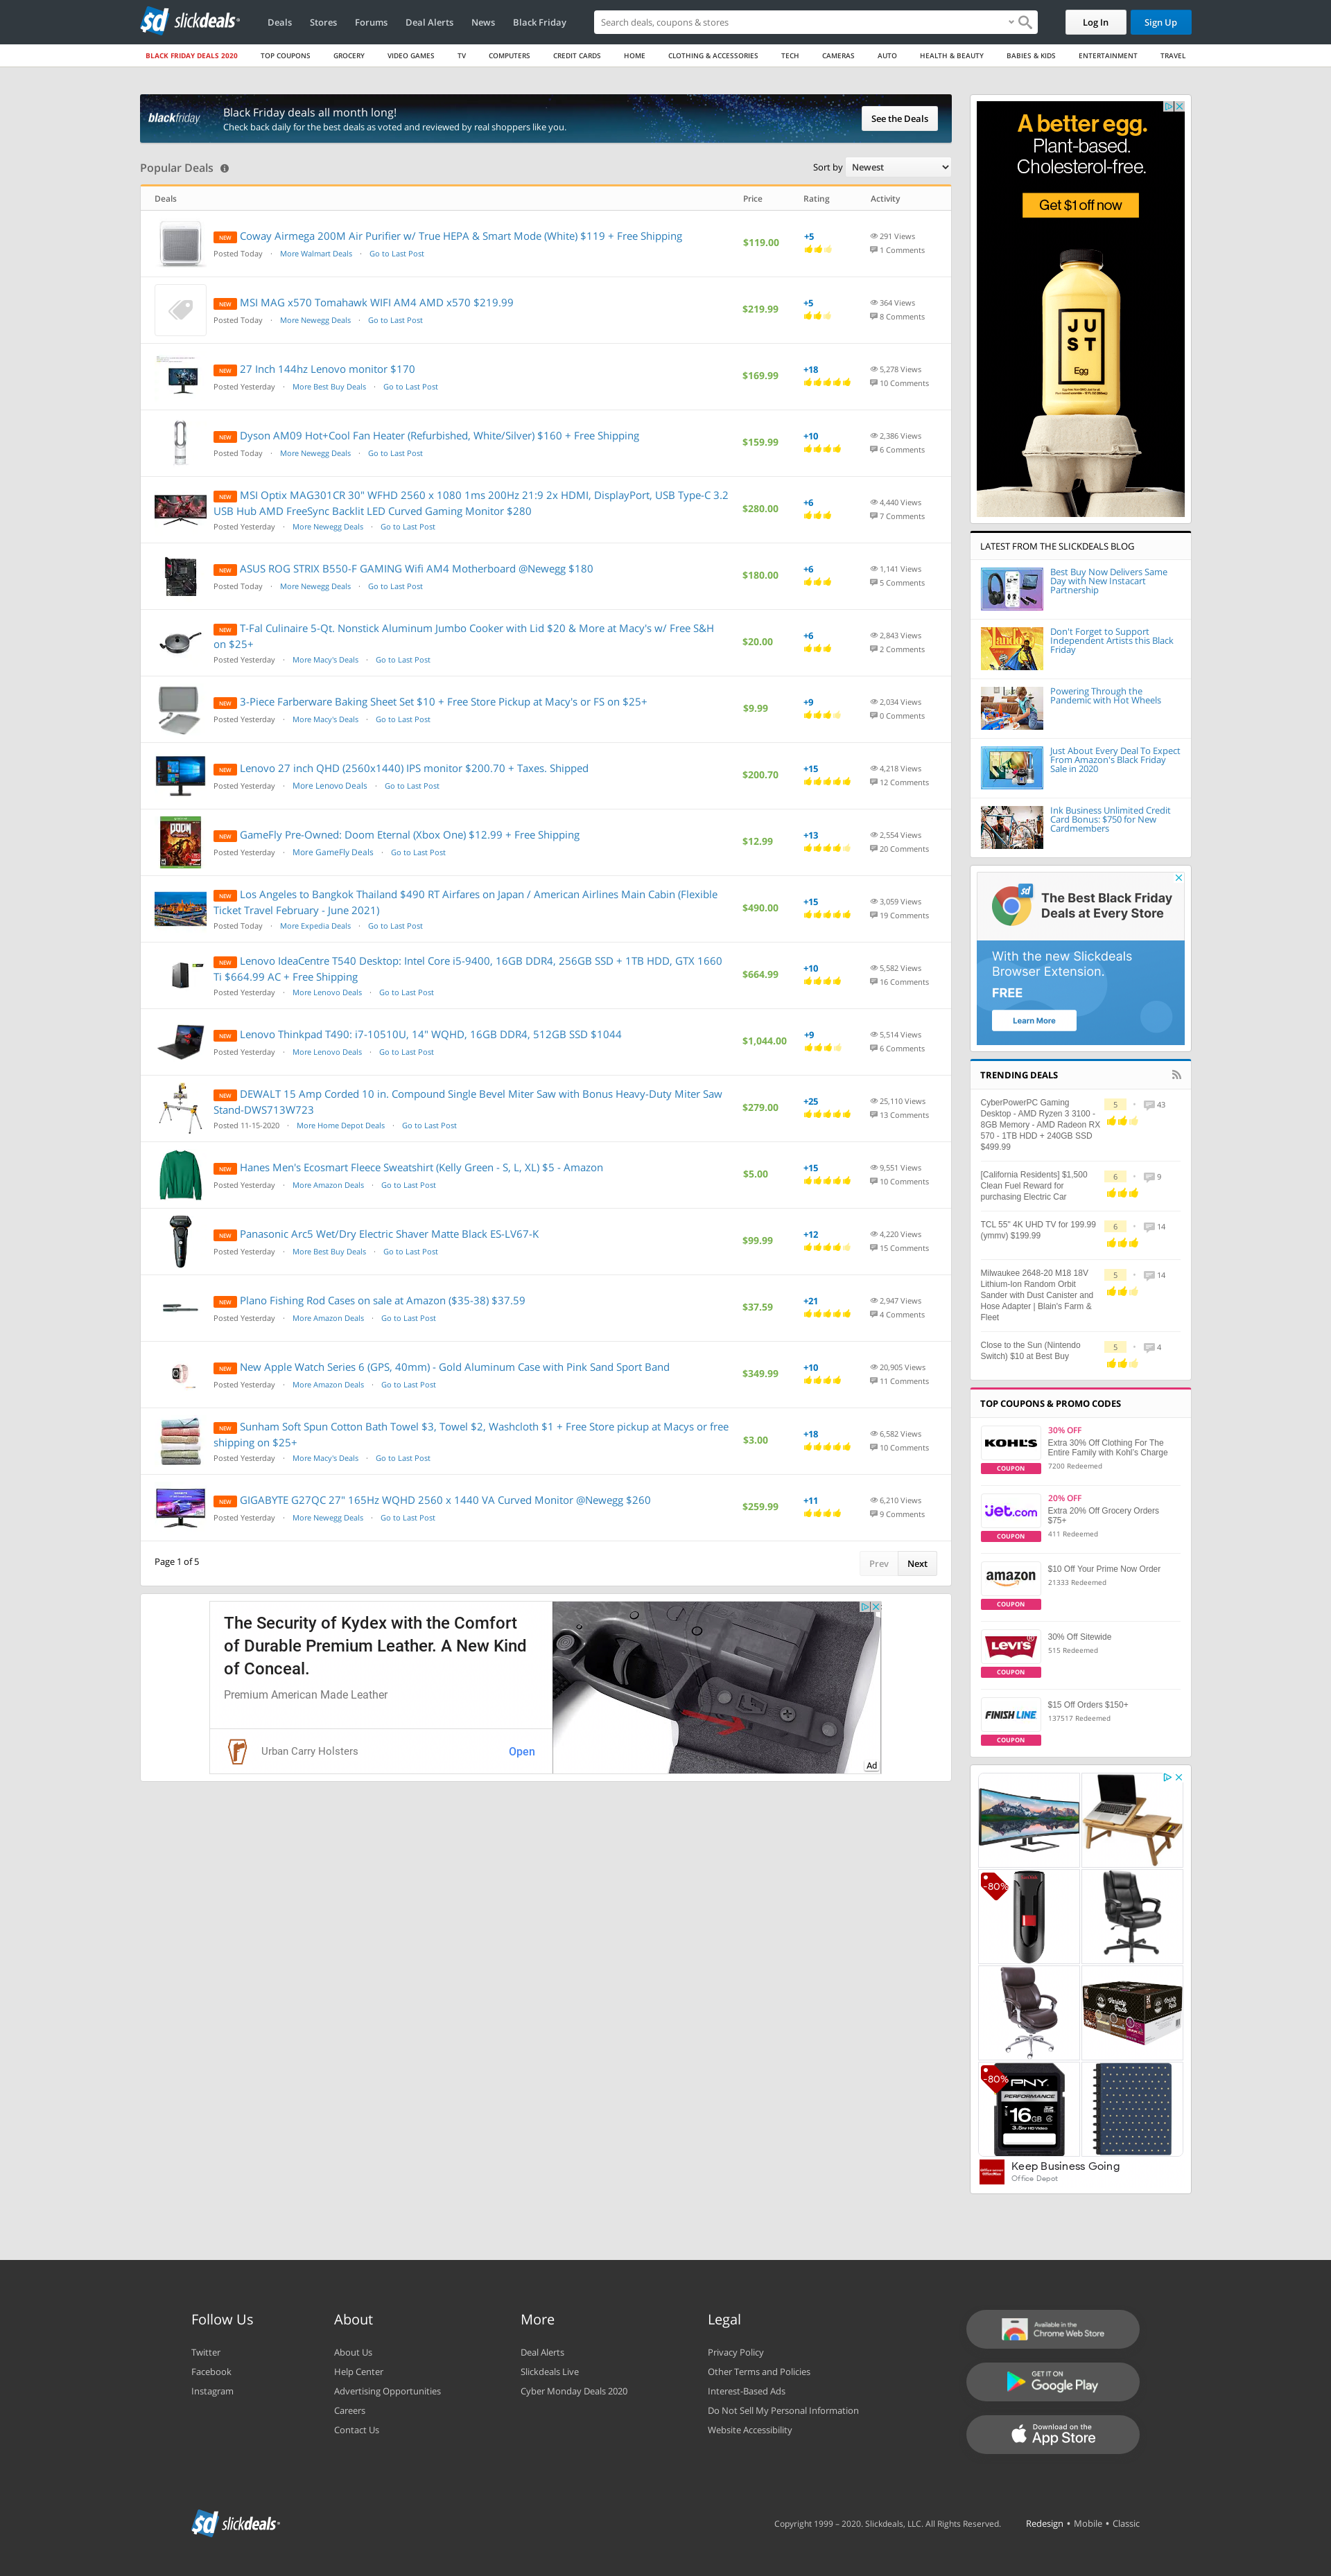 slickdeals
Deals
Stores
Forums
Deal Alerts
News
Black Friday
Search deals, coupons & stores
Log In
Sign Up
BLACK FRIDAY DEALS 2020
TOP COUPONS
GROCERY
VIDEO GAMES
TV
COMPUTERS
CREDIT CARDS
HOME
CLOTHING & ACCESSORIES
TECH
CAMERAS
AUTO
HEALTH & BEAUTY
BABIES & KIDS
ENTERTAINMENT
TRAVEL
blackfriday
Black Friday deals all month long!
Check back daily for the best deals as voted and reviewed by real shoppers like you.
See the Deals
Popular Deals
Sort by Newest
Deals Price Rating Activity
NEW Coway Airmega 200M Air Purifier w/ True HEPA & Smart Mode (White) $119 + Free Shipping
Posted Today · More Walmart Deals · Go to Last Post
$119.00
+5
291 Views
1 Comments
NEW MSI MAG x570 Tomahawk WIFI AM4 AMD x570 $219.99
Posted Today · More Newegg Deals · Go to Last Post
$219.99
+5
364 Views
8 Comments
NEW 27 Inch 144hz Lenovo monitor $170
Posted Yesterday · More Best Buy Deals · Go to Last Post
$169.99
+18
5,278 Views
10 Comments
NEW Dyson AM09 Hot+Cool Fan Heater (Refurbished, White/Silver) $160 + Free Shipping
Posted Today · More Newegg Deals · Go to Last Post
$159.99
+10
2,386 Views
6 Comments
NEW MSI Optix MAG301CR 30" WFHD 2560 x 1080 1ms 200Hz 21:9 2x HDMI, DisplayPort, USB Type-C 3.2
USB Hub AMD FreeSync Backlit LED Curved Gaming Monitor $280
Posted Yesterday · More Newegg Deals · Go to Last Post
$280.00
+6
4,440 Views
7 Comments
NEW ASUS ROG STRIX B550-F GAMING Wifi AM4 Motherboard @Newegg $180
Posted Today · More Newegg Deals · Go to Last Post
$180.00
+6
1,141 Views
5 Comments
NEW T-Fal Culinaire 5-Qt. Nonstick Aluminum Jumbo Cooker with Lid $20 & More at Macy's w/ Free S&H
on $25+
Posted Yesterday · More Macy's Deals · Go to Last Post
$20.00
+6
2,843 Views
2 Comments
NEW 3-Piece Farberware Baking Sheet Set $10 + Free Store Pickup at Macy's or FS on $25+
Posted Yesterday · More Macy's Deals · Go to Last Post
$9.99
+9
2,034 Views
0 Comments
NEW Lenovo 27 inch QHD (2560x1440) IPS monitor $200.70 + Taxes. Shipped
Posted Yesterday · More Lenovo Deals · Go to Last Post
$200.70
+15
4,218 Views
12 Comments
NEW GameFly Pre-Owned: Doom Eternal (Xbox One) $12.99 + Free Shipping
Posted Yesterday · More GameFly Deals · Go to Last Post
$12.99
+13
2,554 Views
20 Comments
NEW Los Angeles to Bangkok Thailand $490 RT Airfares on Japan / American Airlines Main Cabin (Flexible
Ticket Travel February - June 2021)
Posted Today · More Expedia Deals · Go to Last Post
$490.00
+15
3,059 Views
19 Comments
NEW Lenovo IdeaCentre T540 Desktop: Intel Core i5-9400, 16GB DDR4, 256GB SSD + 1TB HDD, GTX 1660
Ti $664.99 AC + Free Shipping
Posted Yesterday · More Lenovo Deals · Go to Last Post
$664.99
+10
5,582 Views
16 Comments
NEW Lenovo Thinkpad T490: i7-10510U, 14" WQHD, 16GB DDR4, 512GB SSD $1044
Posted Yesterday · More Lenovo Deals · Go to Last Post
$1,044.00
+9
5,514 Views
6 Comments
NEW DEWALT 15 Amp Corded 10 in. Compound Single Bevel Miter Saw with Bonus Heavy-Duty Miter Saw
Stand-DWS713W723
Posted 11-15-2020 · More Home Depot Deals · Go to Last Post
$279.00
+25
25,110 Views
13 Comments
NEW Hanes Men's Ecosmart Fleece Sweatshirt (Kelly Green - S, L, XL) $5 - Amazon
Posted Yesterday · More Amazon Deals · Go to Last Post
$5.00
+15
9,551 Views
10 Comments
NEW Panasonic Arc5 Wet/Dry Electric Shaver Matte Black ES-LV67-K
Posted Yesterday · More Best Buy Deals · Go to Last Post
$99.99
+12
4,220 Views
15 Comments
NEW Plano Fishing Rod Cases on sale at Amazon ($35-38) $37.59
Posted Yesterday · More Amazon Deals · Go to Last Post
$37.59
+21
2,947 Views
4 Comments
NEW New Apple Watch Series 6 (GPS, 40mm) - Gold Aluminum Case with Pink Sand Sport Band
Posted Yesterday · More Amazon Deals · Go to Last Post
$349.99
+10
20,905 Views
11 Comments
NEW Sunham Soft Spun Cotton Bath Towel $3, Towel $2, Washcloth $1 + Free Store pickup at Macys or free
shipping on $25+
Posted Yesterday · More Macy's Deals · Go to Last Post
$3.00
+18
6,582 Views
10 Comments
NEW GIGABYTE G27QC 27" 165Hz WQHD 2560 x 1440 VA Curved Monitor @Newegg $260
Posted Yesterday · More Newegg Deals · Go to Last Post
$259.99
+11
6,210 Views
9 Comments
Page 1 of 5
Prev
Next
The Security of Kydex with the Comfort
of Durable Premium Leather. A New Kind
of Conceal.
Premium American Made Leather
Urban Carry Holsters
Open
Ad
A better egg.
Plant-based.
Cholesterol-free.
Get $1 off now
JUST
Egg
LATEST FROM THE SLICKDEALS BLOG
Best Buy Now Delivers Same
Day with New Instacart
Partnership
Don't Forget to Support
Independent Artists this Black
Friday
Powering Through the
Pandemic with Hot Wheels
Just About Every Deal To Expect
From Amazon's Black Friday
Sale in 2020
Ink Business Unlimited Credit
Card Bonus: $750 for New
Cardmembers
The Best Black Friday
Deals at Every Store
With the new Slickdeals
Browser Extension.
FREE
Learn More
TRENDING DEALS
CyberPowerPC Gaming
Desktop - AMD Ryzen 3 3100 -
8GB Memory - AMD Radeon RX
570 - 1TB HDD + 240GB SSD
$499.99
5
43
[California Residents] $1,500
Clean Fuel Reward for
purchasing Electric Car
6
9
TCL 55" 4K UHD TV for 199.99
(ymmv) $199.99
6
14
Milwaukee 2648-20 M18 18V
Lithium-Ion Random Orbit
Sander with Dust Canister and
Hose Adapter | Blain's Farm &
Fleet
5
14
Close to the Sun (Nintendo
Switch) $10 at Best Buy
5
4
TOP COUPONS & PROMO CODES
KOHL'S
COUPON
30% OFF
Extra 30% Off Clothing For The
Entire Family with Kohl's Charge
7200 Redeemed
jet.com
COUPON
20% OFF
Extra 20% Off Grocery Orders
$75+
411 Redeemed
amazon
COUPON
$10 Off Your Prime Now Order
21333 Redeemed
LEVI'S
COUPON
30% Off Sitewide
515 Redeemed
FINISH LINE
COUPON
$15 Off Orders $150+
137517 Redeemed
-80%
Variety Pack
-80%
PNY
PERFORMANCE
16GB
Keep Business Going
Office Depot
Follow Us
Twitter
Facebook
Instagram
About
About Us
Help Center
Advertising Opportunities
Careers
Contact Us
More
Deal Alerts
Slickdeals Live
Cyber Monday Deals 2020
Legal
Privacy Policy
Other Terms and Policies
Interest-Based Ads
Do Not Sell My Personal Information
Website Accessibility
Available in the
Chrome Web Store
GET IT ON
Google Play
Download on the
App Store
slickdeals
Copyright 1999 – 2020. Slickdeals, LLC. All Rights Reserved.
Redesign • Mobile • Classic